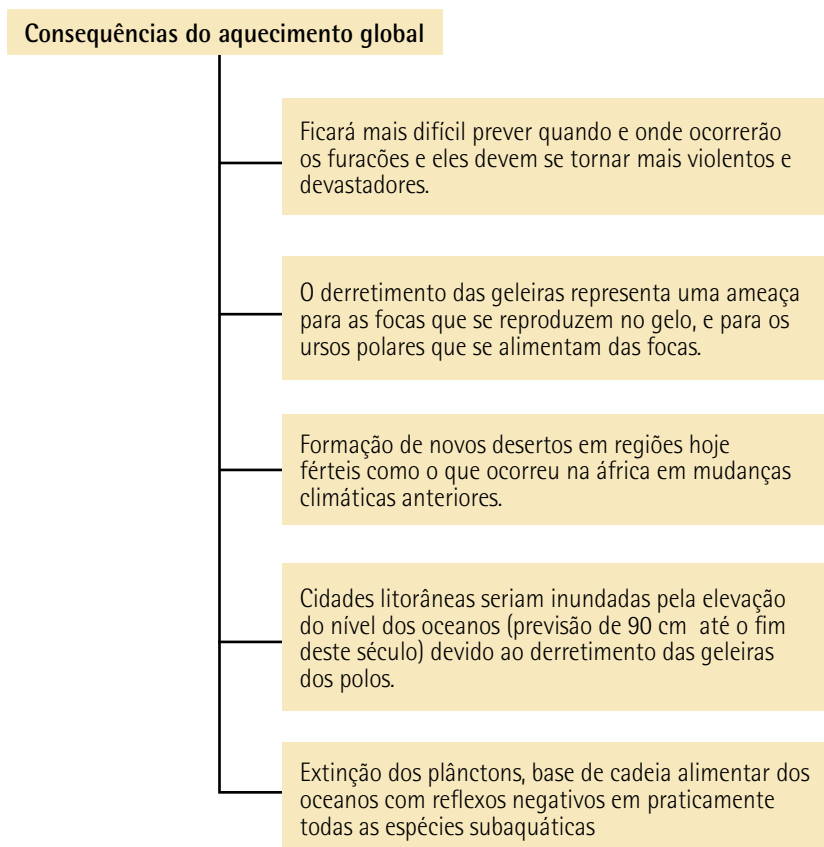 Consequências do aquecimento global
Ficará mais difícil prever quando e onde ocorrerão
os furacões e eles devem se tornar mais violentos e
devastadores.
O derretimento das geleiras representa uma ameaça
para as focas que se reproduzem no gelo, e para os
ursos polares que se alimentam das focas.
Formação de novos desertos em regiões hoje
férteis como o que ocorreu na áfrica em mudanças
climáticas anteriores.
Cidades litorâneas seriam inundadas pela elevação
do nível dos oceanos (previsão de 90 cm até o fim
deste século) devido ao derretimento das geleiras
dos polos.
Extinção dos plânctons, base de cadeia alimentar dos
oceanos com reflexos negativos em praticamente
todas as espécies subaquáticas